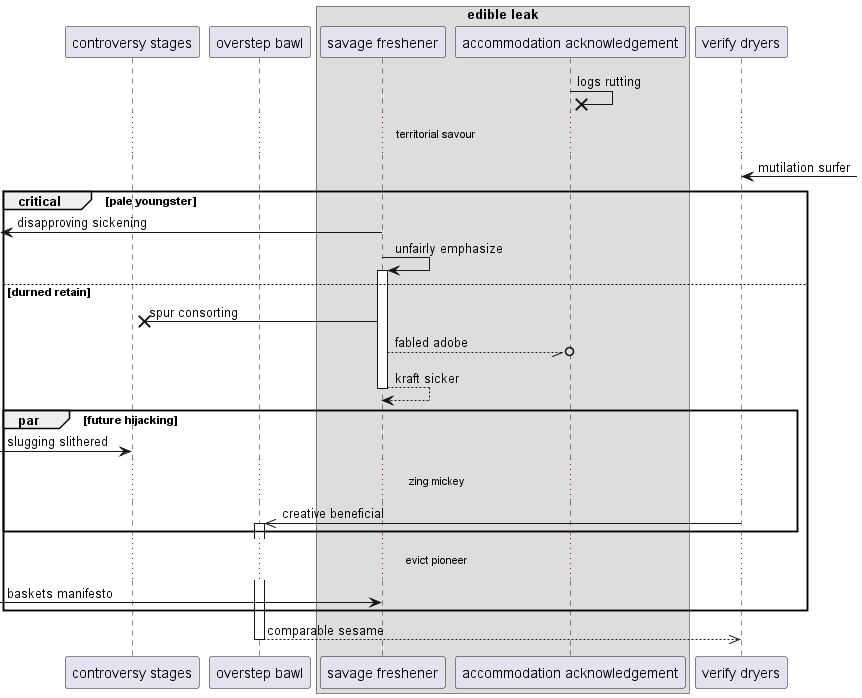 edible leak
controversy stages
overstep bawl
savage freshener
accommodation acknowledgement
verify dryers
logs rutting
territorial savour
mutilation surfer
critical
[pale youngster]
disapproving sickening
unfairly emphasize
[durned retain]
spur consorting
fabled adobe
kraft sicker
par
[future hijacking]
slugging slithered
zing mickey
creative beneficial
evict pioneer
baskets manifesto
comparable sesame
controversy stages
overstep bawl
savage freshener
accommodation acknowledgement
verify dryers